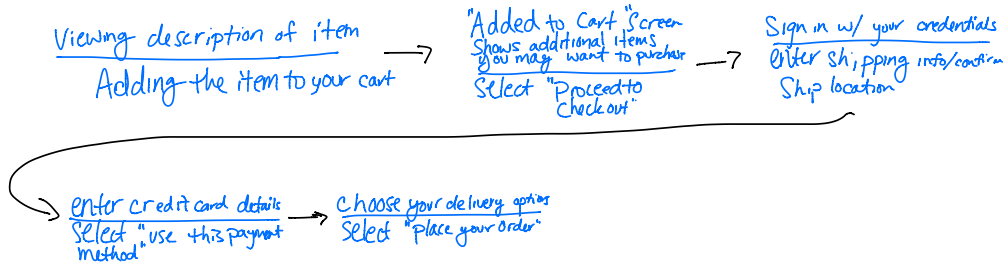 Viewing description of item
Adding the item to your cart
"Added to Cart" Screen
Shows additional items
you may want to purchase
Select "Proceed to
Checkout"
Sign in w/ your credentials
enter shipping info/confirm
Ship location
enter credit card details
Select "use this payment
method"
choose your delivery options
Select "Place your order"